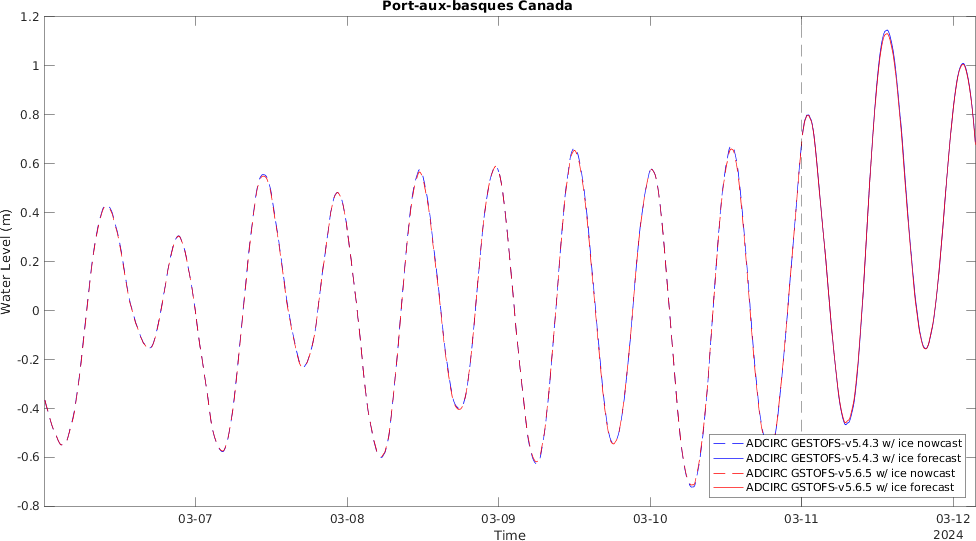 Port-aux-basques Canada
1.2
1
0.8
0.6
0.4
0.2
0
-0.2
-0.4
-0.6
-0.8
Water Level (m)
ADCIRC GESTOFS-v5.4.3 w/ ice nowcast
ADCIRC GESTOFS-v5.4.3 w/ ice forecast
ADCIRC GSTOFS-v5.6.5 w/ ice nowcast
ADCIRC GSTOFS-v5.6.5 w/ ice forecast
03-07 03-08 03-09 03-10 03-11 03-12
Time 2024